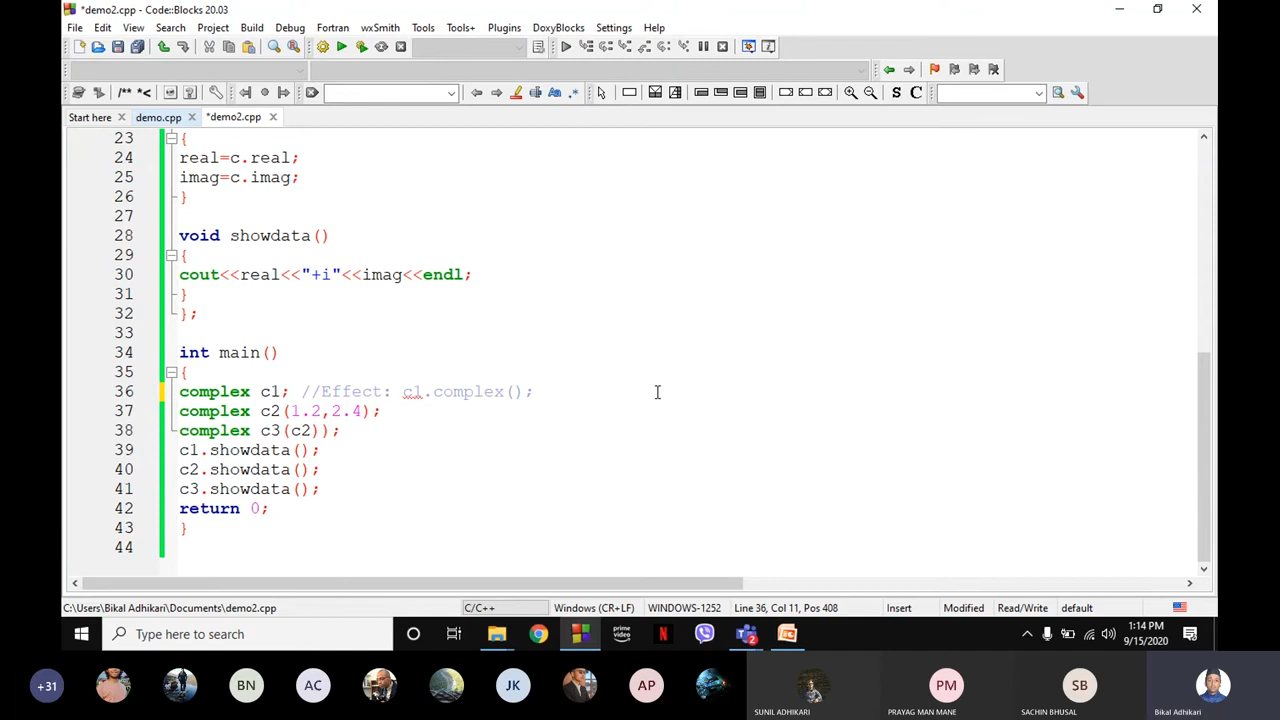 *demo2.cpp - Code::Blocks 20.03
File Edit View Search Project Build Debug Fortran wxSmith Tools Tools+ Plugins DoxyBlocks Settings Help
/** *<
S C
Start here demo.cpp *demo2.cpp
23 {
24 real=c.real;
25 imag=c.imag;
26 }
27
28 void showdata()
29 {
30 cout<<real<<"+i"<<imag<<endl;
31 }
32 };
33
34 int main()
35 {
36 complex c1; //Effect: c1.complex();
37 complex c2(1.2,2.4);
38 complex c3(c2));
39 c1.showdata();
40 c2.showdata();
41 c3.showdata();
42 return 0;
43 }
44
C:\Users\Bikal Adhikari\Documents\demo2.cpp C/C++ Windows (CR+LF) WINDOWS-1252 Line 36, Col 11, Pos 408 Insert Modified Read/Write default
Type here to search
prime video
N
2
1:14 PM
9/15/2020
+31 BN AC JK AP PM SB
SUNIL ADHIKARI PRAYAG MAN MANE SACHIN BHUSAL Bikal Adhikari